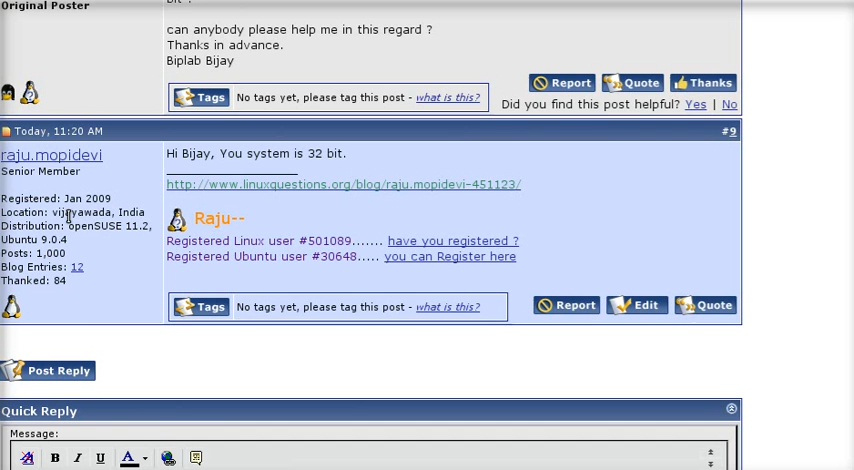 Original Poster
bit ?
can anybody please help me in this regard ?
Thanks in advance.
Biplab Bijay
Tags No tags yet, please tag this post - what is this?
Report Quote Thanks
Did you find this post helpful? Yes | No
Today, 11:20 AM #9
raju.mopidevi
Senior Member
Registered: Jan 2009
Location: vijayawada, India
Distribution: openSUSE 11.2,
Ubuntu 9.0.4
Posts: 1,000
Blog Entries: 12
Thanked: 84
Hi Bijay, You system is 32 bit.
http://www.linuxquestions.org/blog/raju.mopidevi-451123/
Raju--
Registered Linux user #501089....... have you registered ?
Registered Ubuntu user #30648..... you can Register here
Tags No tags yet, please tag this post - what is this?
Report Edit Quote
Post Reply
Quick Reply
Message:
B I U A